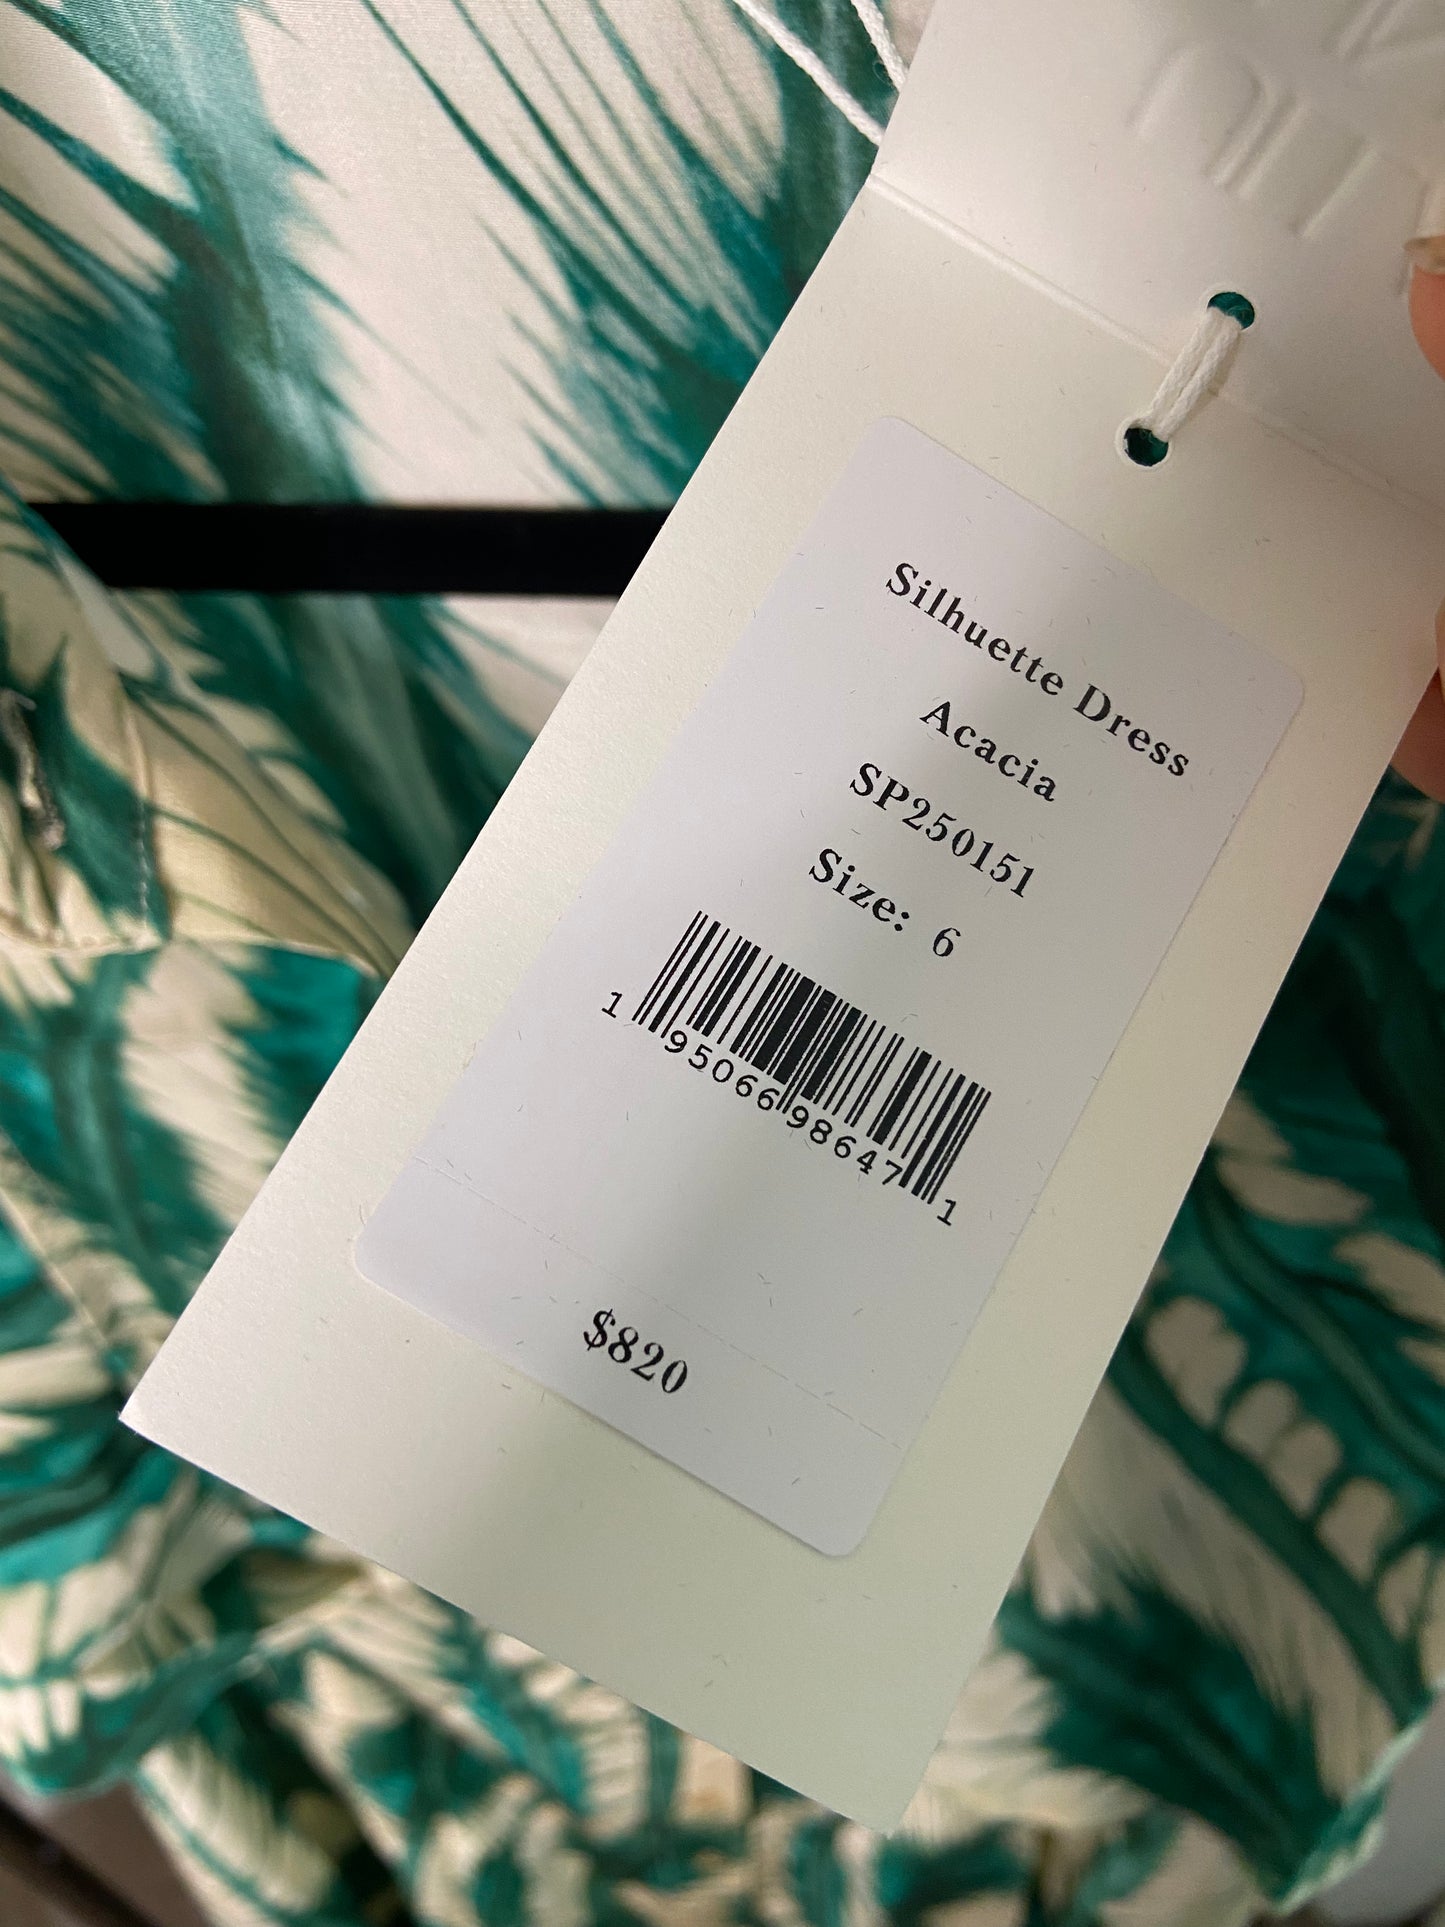 Silhuette Dress
Acacia
SP250151
Size: 6
1 95066 98647 1
$820